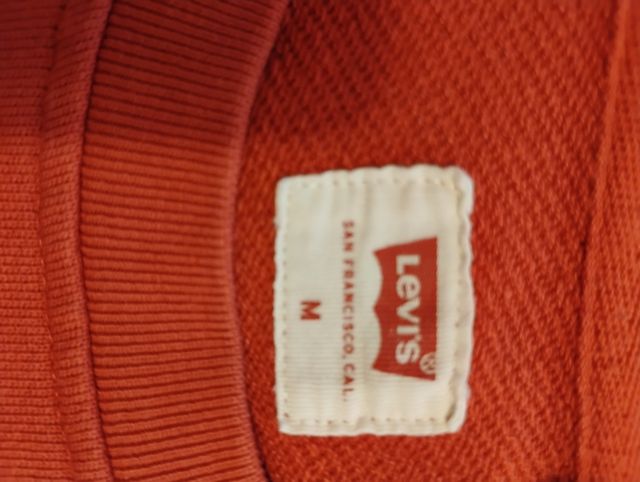 LEVI'S®
SAN FRANCISCO, CAL.
M